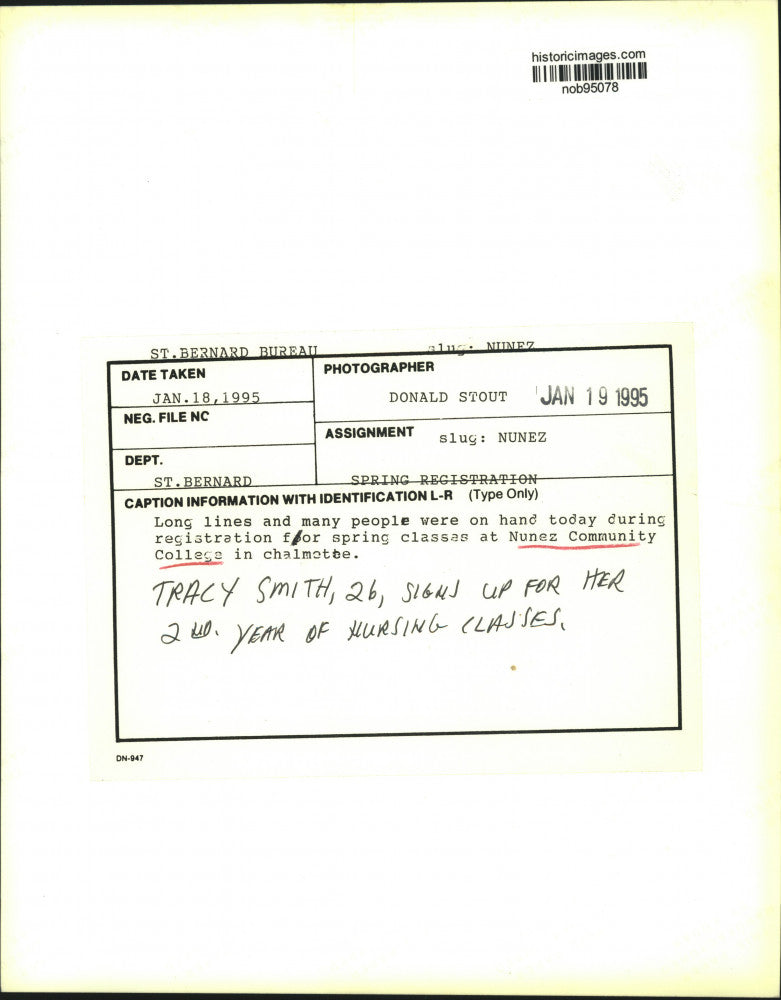 historicimages.com
nob95078
ST.BERNARD BUREAU slug: NUNEZ
DATE TAKEN
JAN.18,1995
PHOTOGRAPHER
DONALD STOUT JAN 19 1995
NEG. FILE NO
ASSIGNMENT slug: NUNEZ
DEPT.
ST.BERNARD
SPRING REGISTRATION
CAPTION INFORMATION WITH IDENTIFICATION L-R (Type Only)
Long lines and many people were on hand today during
registration for spring classes at Nunez Community
College in chalmette.
TRACY SMITH, 26, SIGNS UP FOR HER
2ND. YEAR OF NURSING CLASSES.
DN-947